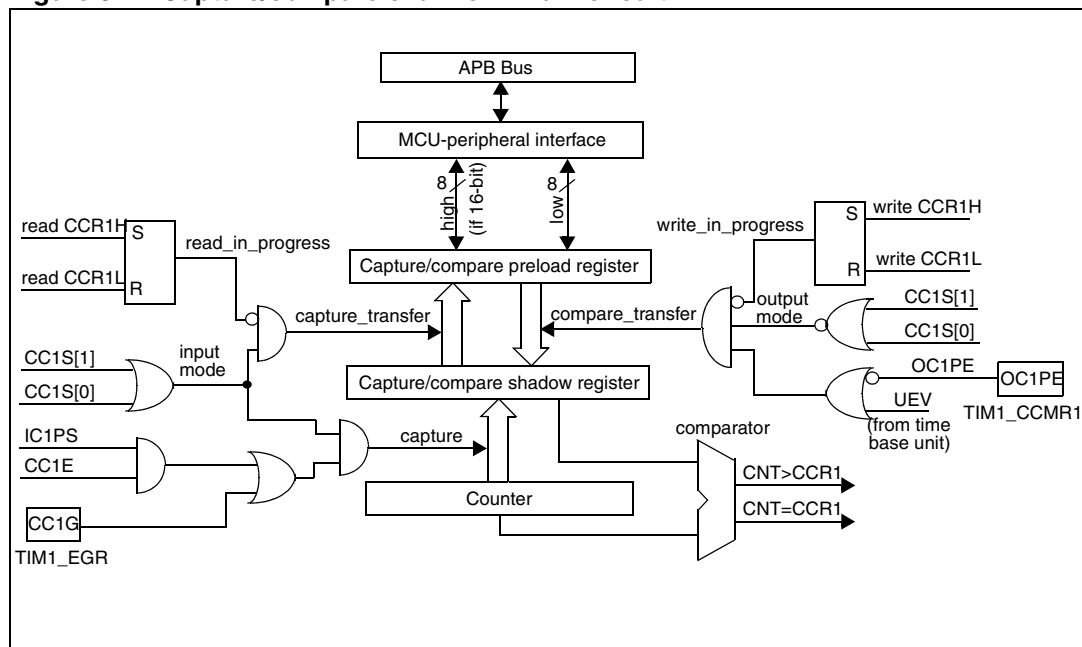 APB Bus
MCU-peripheral interface
8
high
(if 16-bit)
8
low
read CCR1H
S
read_in_progress
read CCR1L
R
write_in_progress
S
write CCR1H
R
write CCR1L
Capture/compare preload register
capture_transfer
compare_transfer
output
mode
CC1S[1]
CC1S[0]
CC1S[1]
CC1S[0]
input
mode
Capture/compare shadow register
OC1PE
OC1PE
UEV
TIM1_CCMR1
(from time
base unit)
IC1PS
CC1E
capture
comparator
Counter
CNT>CCR1
CNT=CCR1
CC1G
TIM1_EGR